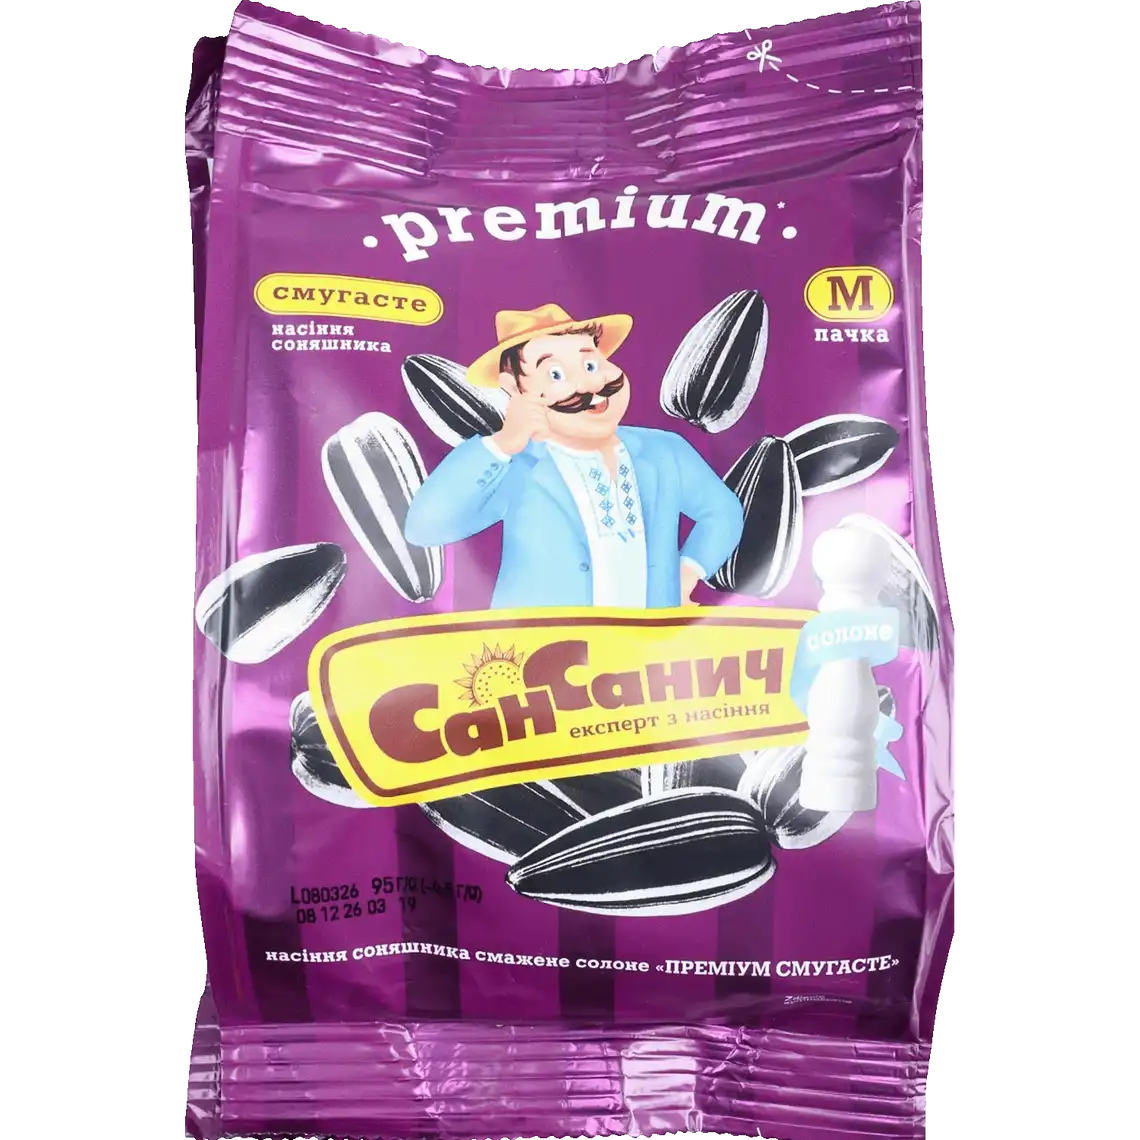 • premium* •
смугасте
насіння
соняшника
М
пачка
солоне
СанСанич
експерт з насіння
L080326 95 Г/g (-4,5 Г/g)
08 12 26 03 19
насіння соняшника смажене солоне «ПРЕМІУМ СМУГАСТЕ»